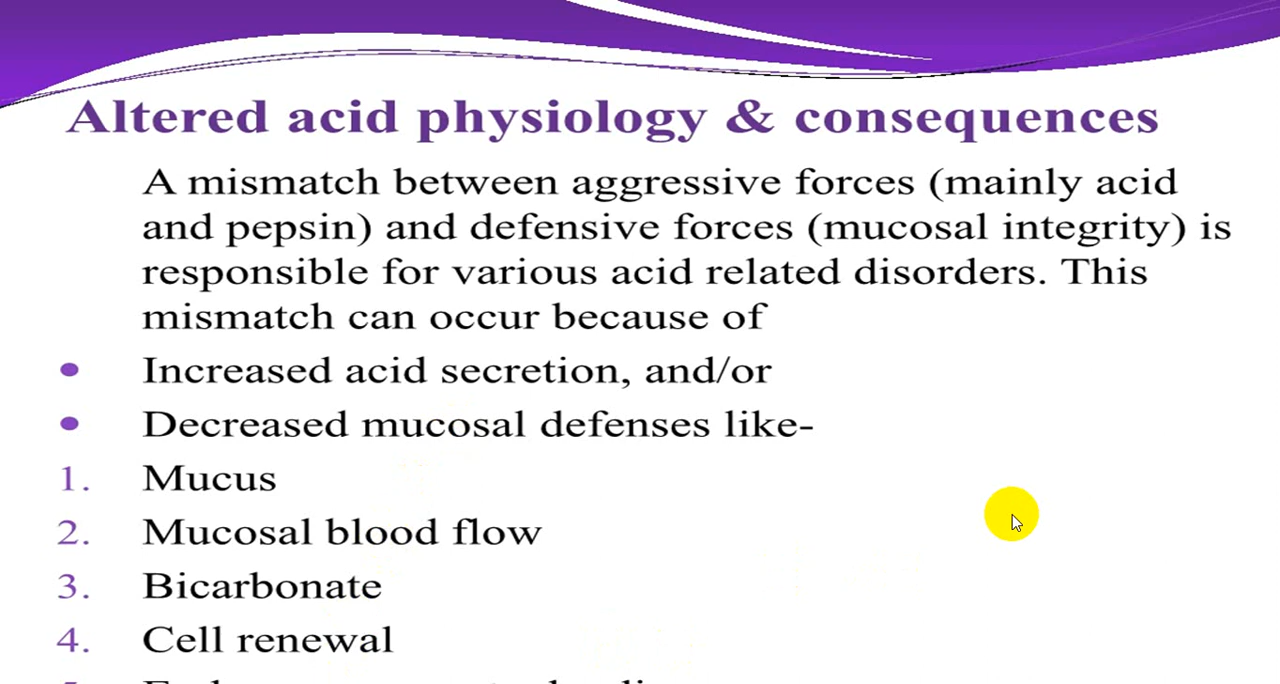 Altered acid physiology & consequences
A mismatch between aggressive forces (mainly acid
and pepsin) and defensive forces (mucosal integrity) is
responsible for various acid related disorders. This
mismatch can occur because of
• Increased acid secretion, and/or
• Decreased mucosal defenses like-
1. Mucus
2. Mucosal blood flow
3. Bicarbonate
4. Cell renewal